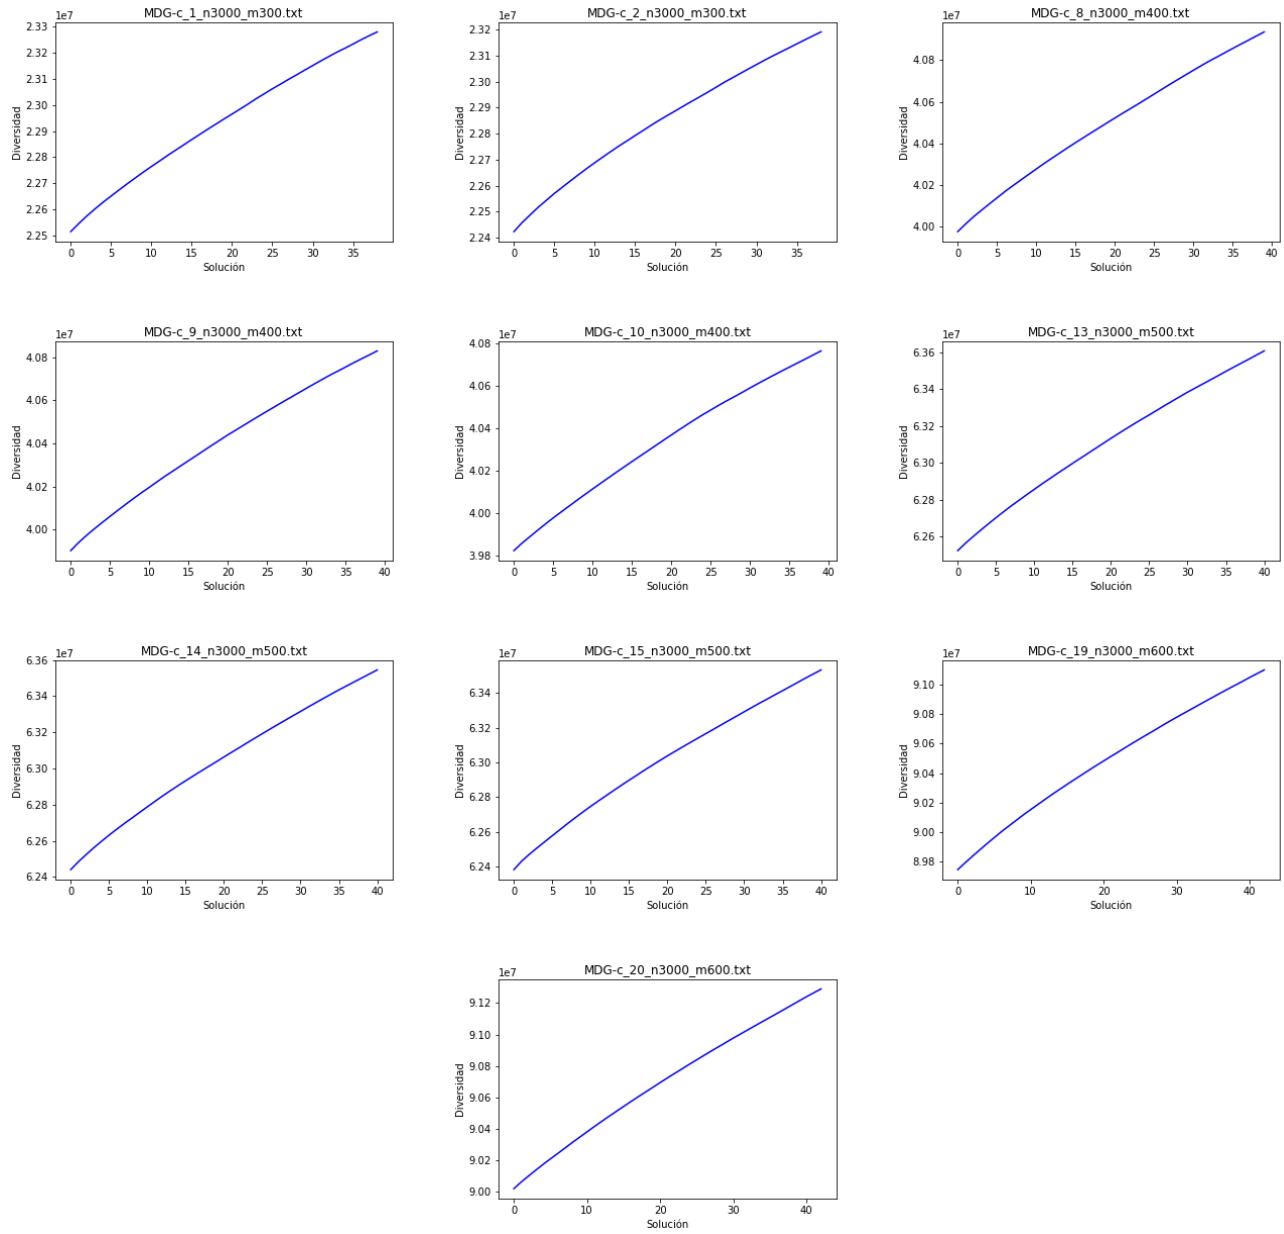 MDG-c_1_n3000_m300.txt
1e7
2.33
2.32
2.31
2.30
2.29
2.28
2.27
2.26
2.25
Diversidad
0 5 10 15 20 25 30 35
Solución
MDG-c_2_n3000_m300.txt
1e7
2.32
2.31
2.30
2.29
2.28
2.27
2.26
2.25
2.24
Diversidad
0 5 10 15 20 25 30 35
Solución
MDG-c_8_n3000_m400.txt
1e7
4.08
4.06
4.04
4.02
4.00
Diversidad
0 5 10 15 20 25 30 35 40
Solución
MDG-c_9_n3000_m400.txt
1e7
4.08
4.06
4.04
4.02
4.00
Diversidad
0 5 10 15 20 25 30 35 40
Solución
MDG-c_10_n3000_m400.txt
1e7
4.08
4.06
4.04
4.02
4.00
3.98
Diversidad
0 5 10 15 20 25 30 35 40
Solución
MDG-c_13_n3000_m500.txt
1e7
6.36
6.34
6.32
6.30
6.28
6.26
Diversidad
0 5 10 15 20 25 30 35 40
Solución
MDG-c_14_n3000_m500.txt
1e7
6.36
6.34
6.32
6.30
6.28
6.26
6.24
Diversidad
0 5 10 15 20 25 30 35 40
Solución
MDG-c_15_n3000_m500.txt
1e7
6.34
6.32
6.30
6.28
6.26
6.24
Diversidad
0 5 10 15 20 25 30 35 40
Solución
MDG-c_19_n3000_m600.txt
1e7
9.10
9.08
9.06
9.04
9.02
9.00
8.98
Diversidad
0 10 20 30 40
Solución
MDG-c_20_n3000_m600.txt
1e7
9.12
9.10
9.08
9.06
9.04
9.02
9.00
Diversidad
0 10 20 30 40
Solución